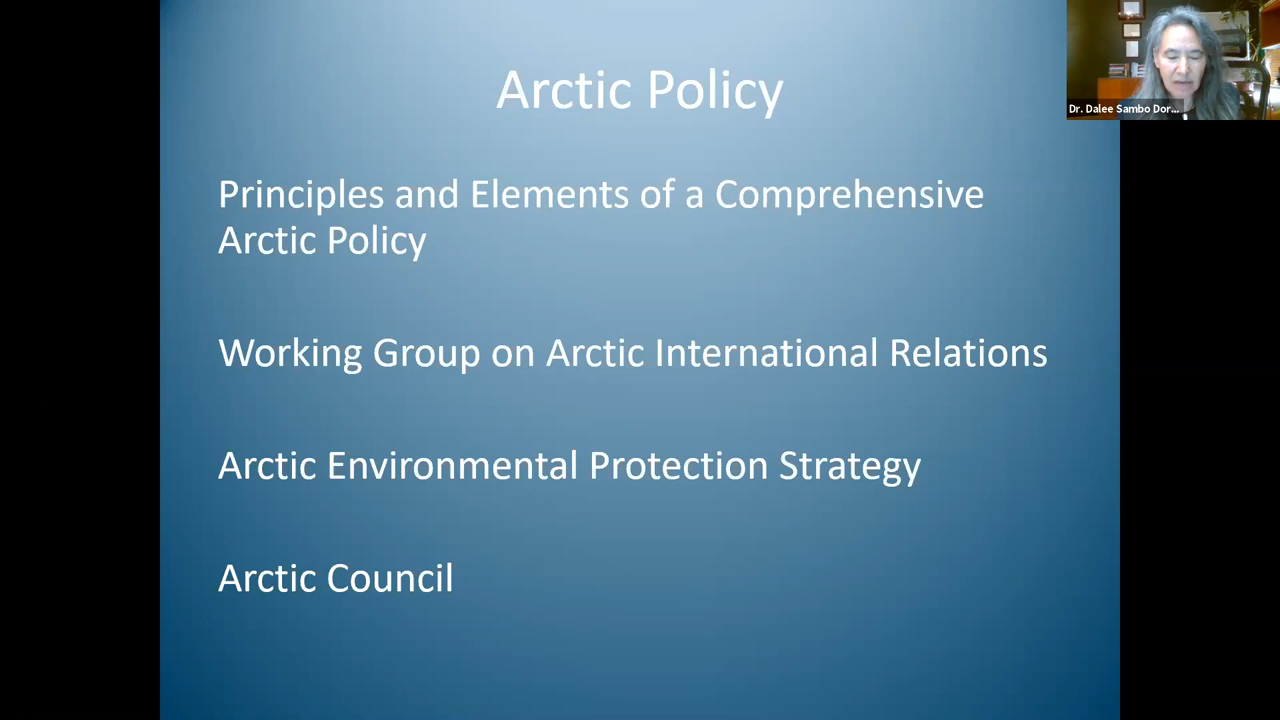 Arctic Policy
Dr. Dalee Sambo Dor...
Principles and Elements of a Comprehensive
Arctic Policy
Working Group on Arctic International Relations
Arctic Environmental Protection Strategy
Arctic Council